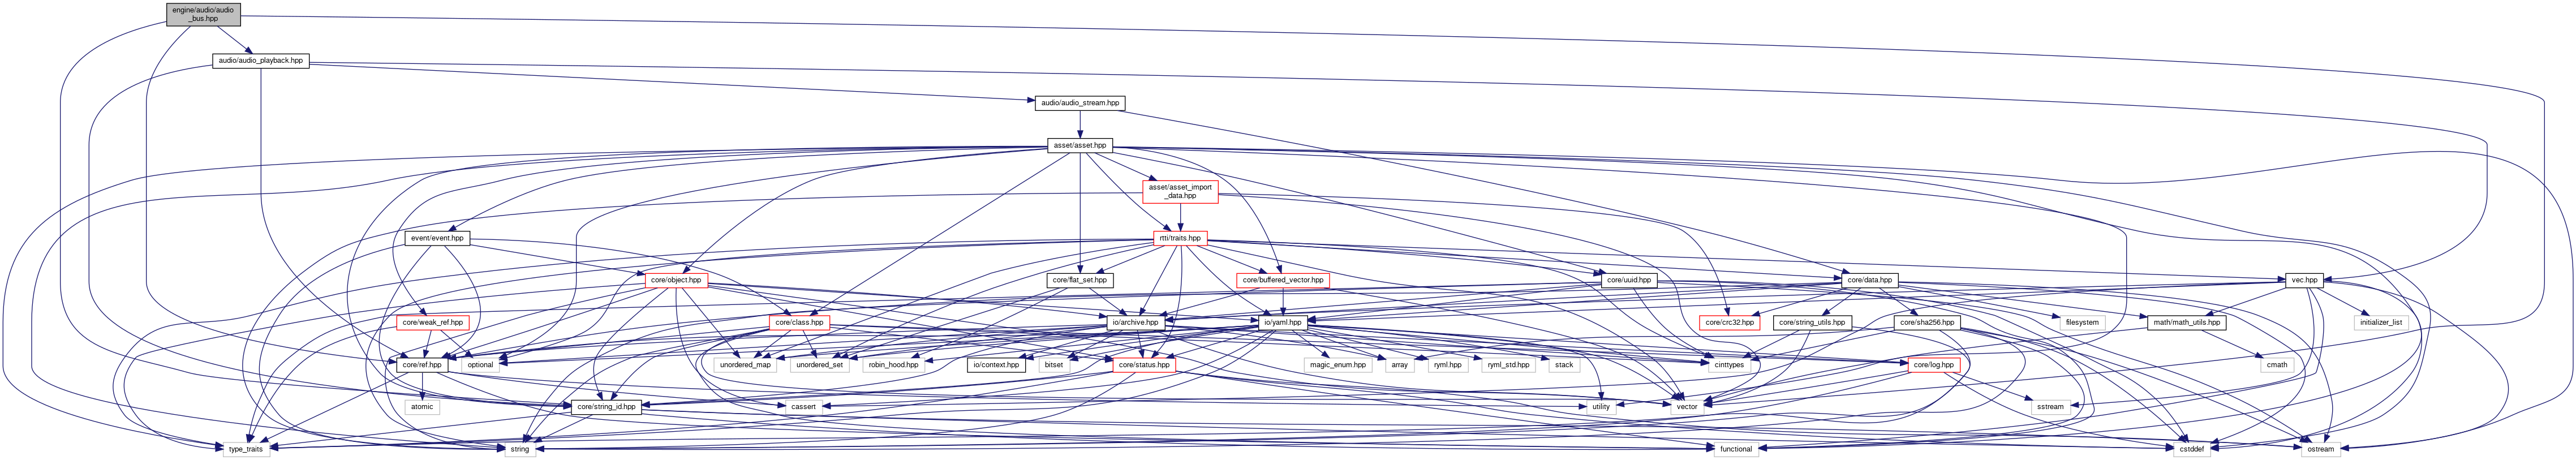 engine/audio/audio
_bus.hpp
audio/audio_playback.hpp
audio/audio_stream.hpp
asset/asset.hpp
asset/asset_import
_data.hpp
event/event.hpp
rtti/traits.hpp
core/object.hpp
core/flat_set.hpp
core/buffered_vector.hpp
core/uuid.hpp
core/data.hpp
vec.hpp
core/weak_ref.hpp
core/class.hpp
io/archive.hpp
io/yaml.hpp
core/crc32.hpp
core/string_utils.hpp
core/sha256.hpp
filesystem
math/math_utils.hpp
initializer_list
core/ref.hpp
optional
unordered_map
unordered_set
robin_hood.hpp
io/context.hpp
bitset
core/status.hpp
magic_enum.hpp
array
ryml.hpp
ryml_std.hpp
stack
cinttypes
core/log.hpp
cmath
atomic
core/string_id.hpp
cassert
utility
vector
sstream
type_traits
string
functional
cstddef
ostream